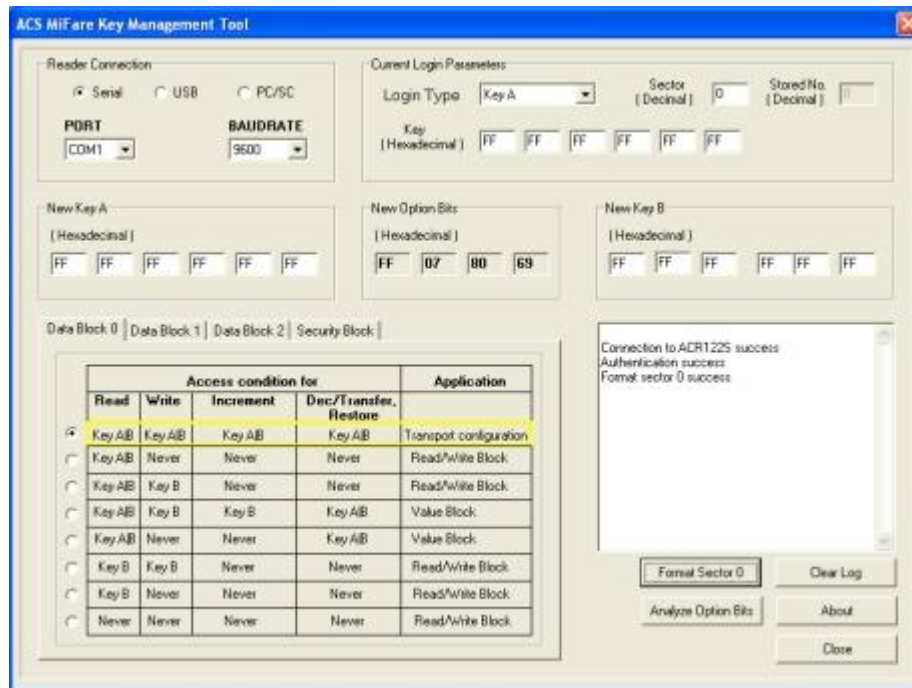 ACS MiFare Key Management Tool
Reader Connection
Serial USB PC/SC
PORT BAUDRATE
COM1 9600
Current Login Parameters
Login Type Key A
Sector (Decimal) 0
Stored No. (Decimal)
Key (Hexadecimal) FF FF FF FF FF FF
New Key A
(Hexadecimal)
FF FF FF FF FF FF
New Option Bits
(Hexadecimal)
FF 07 80 69
New Key B
(Hexadecimal)
FF FF FF FF FF FF
Data Block 0 Data Block 1 Data Block 2 Security Block
Access condition for Application
Read Write Increment Dec/Transfer, Restore
Key A|B Key A|B Key A|B Key A|B Transport configuration
Key A|B Never Never Never Read/Write Block
Key A|B Key B Never Never Read/Write Block
Key A|B Key B Key B Key A|B Value Block
Key A|B Never Never Key A|B Value Block
Key B Key B Never Never Read/Write Block
Key B Never Never Never Read/Write Block
Never Never Never Never Read/Write Block
Connection to ACR122S success
Authentication success
Format sector 0 success
Format Sector 0 Clear Log
Analyze Option Bits About
Close